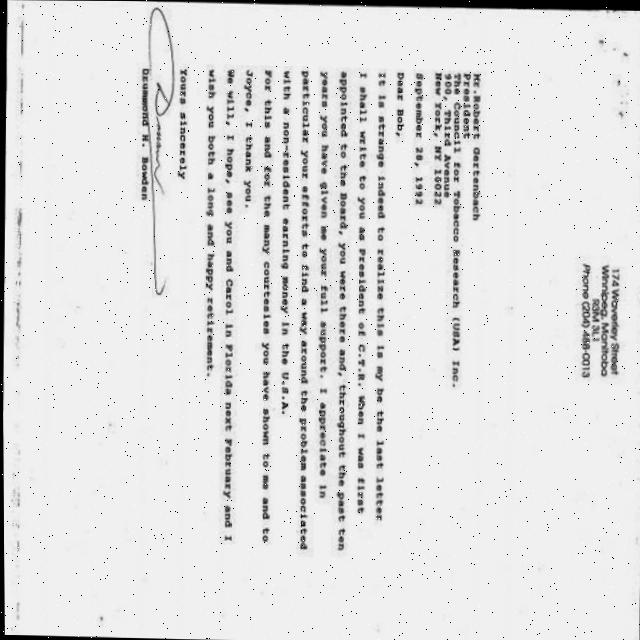 174 Waverley Street
Winnipeg, Manitoba
R3M 3L1
Phone (204) 488-0013
Mr. Robert Gertenbach
President
The Council for Tobacco Research (USA) Inc.
900, Third Avenue
New York, NY 10022
September 28, 1992
Dear Bob,
It is strange indeed to realize this is my be the last letter
I shall write to you as President of C.T.R. When I was first
appointed to the Board, you were there and, throughout the past ten
years you have given me your full support. I appreciate in
particular your efforts to find a way around the problem associated
with a non-resident earning money in the U.S.A.
For this and for the many courtesies you have shown to me and to
Joyce, I thank you.
We will, I hope, see you and Carol in Florida next February and I
wish you both a long and happy retirement.
Yours sincerely
Drummond H. Bowden